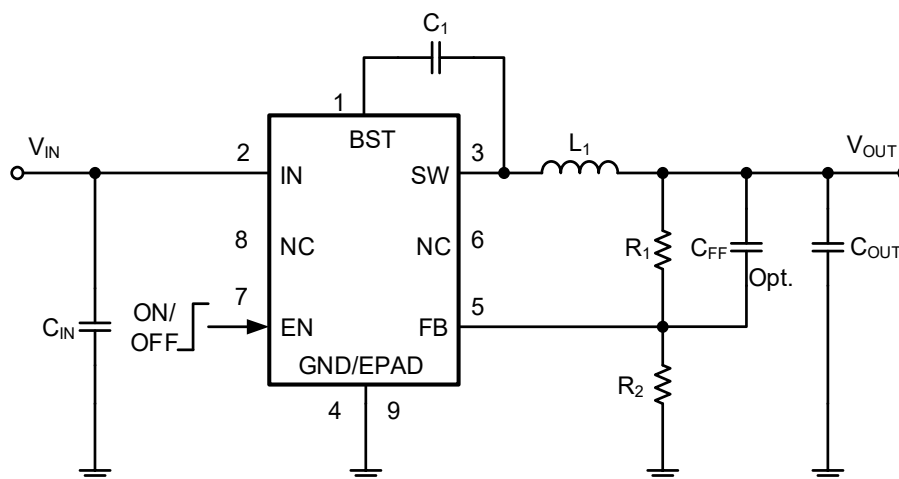 C1
1
BST
VIN
2
IN
SW
3
L1
VOUT
8
NC
NC
6
R1
CFF
Opt.
COUT
CIN
ON/
OFF
7
EN
FB
5
GND/EPAD
4
9
R2